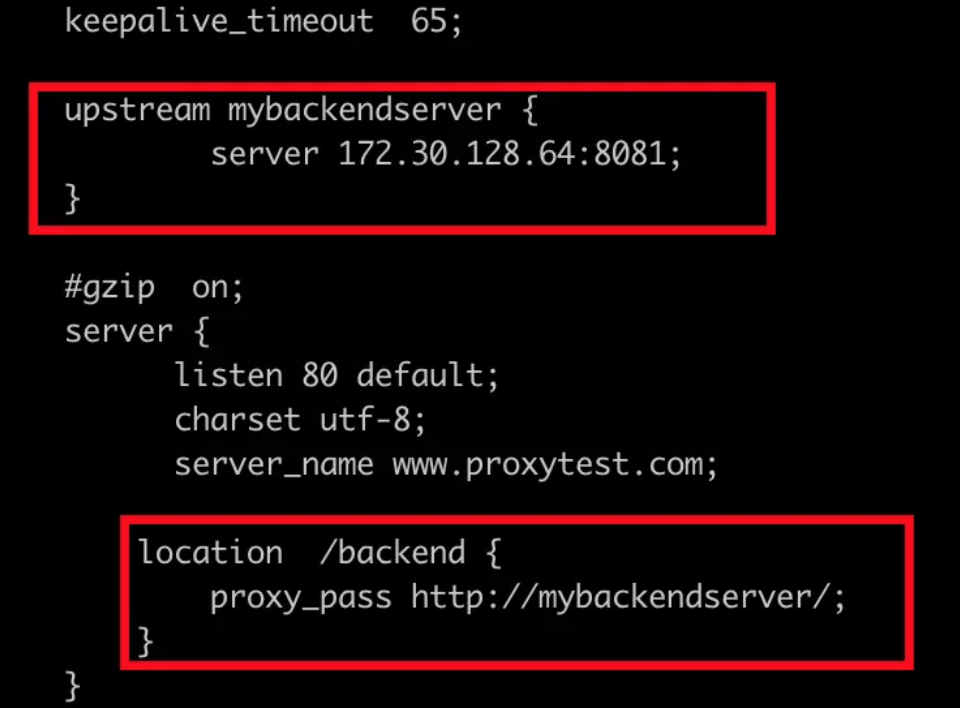 keepalive_timeout  65;
upstream mybackendserver {
server 172.30.128.64:8081;
}
#gzip  on;
server {
listen 80 default;
charset utf-8;
server_name www.proxytest.com;
location  /backend {
proxy_pass http://mybackendserver/;
}
}